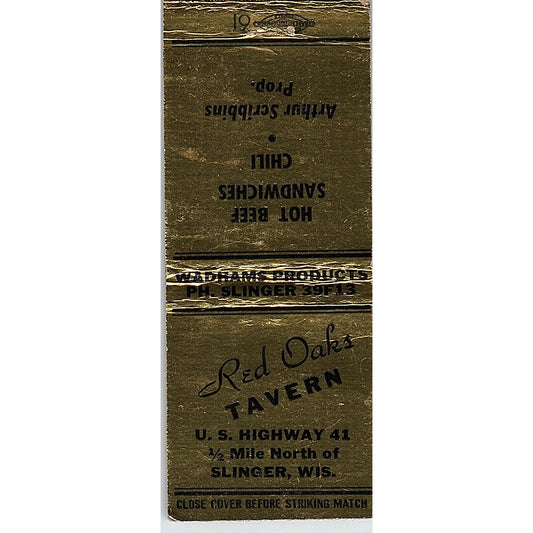 Red Oaks
TAVERN
U. S. HIGHWAY 41
½ Mile North of
SLINGER, WIS.
CLOSE COVER BEFORE STRIKING MATCH
WADHAMS PRODUCTS
PH. SLINGER 39F13
HOT BEEF
SANDWICHES
CHILI
•
Arthur Scribbins
Prop.
19